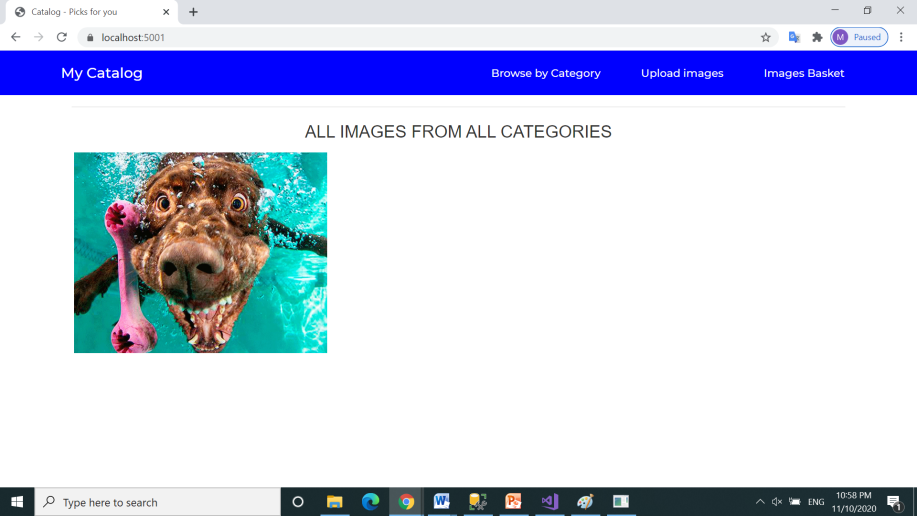 Catalog - Picks for you
localhost:5001
M Paused
My Catalog
Browse by Category
Upload images
Images Basket
ALL IMAGES FROM ALL CATEGORIES
Type here to search
ENG
10:58 PM
11/10/2020
1